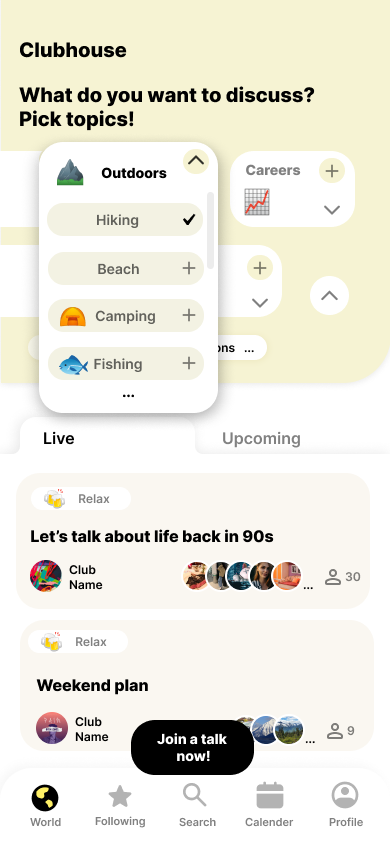 Clubhouse
What do you want to discuss?
Pick topics!
Outdoors
Careers
Hiking
Beach
Camping
Fishing
...
ons ...
Live
Upcoming
Relax
Let's talk about life back in 90s
Club
Name
...
30
Relax
Weekend plan
Club
Name
...
9
Join a talk
now!
World
Following
Search
Calender
Profile